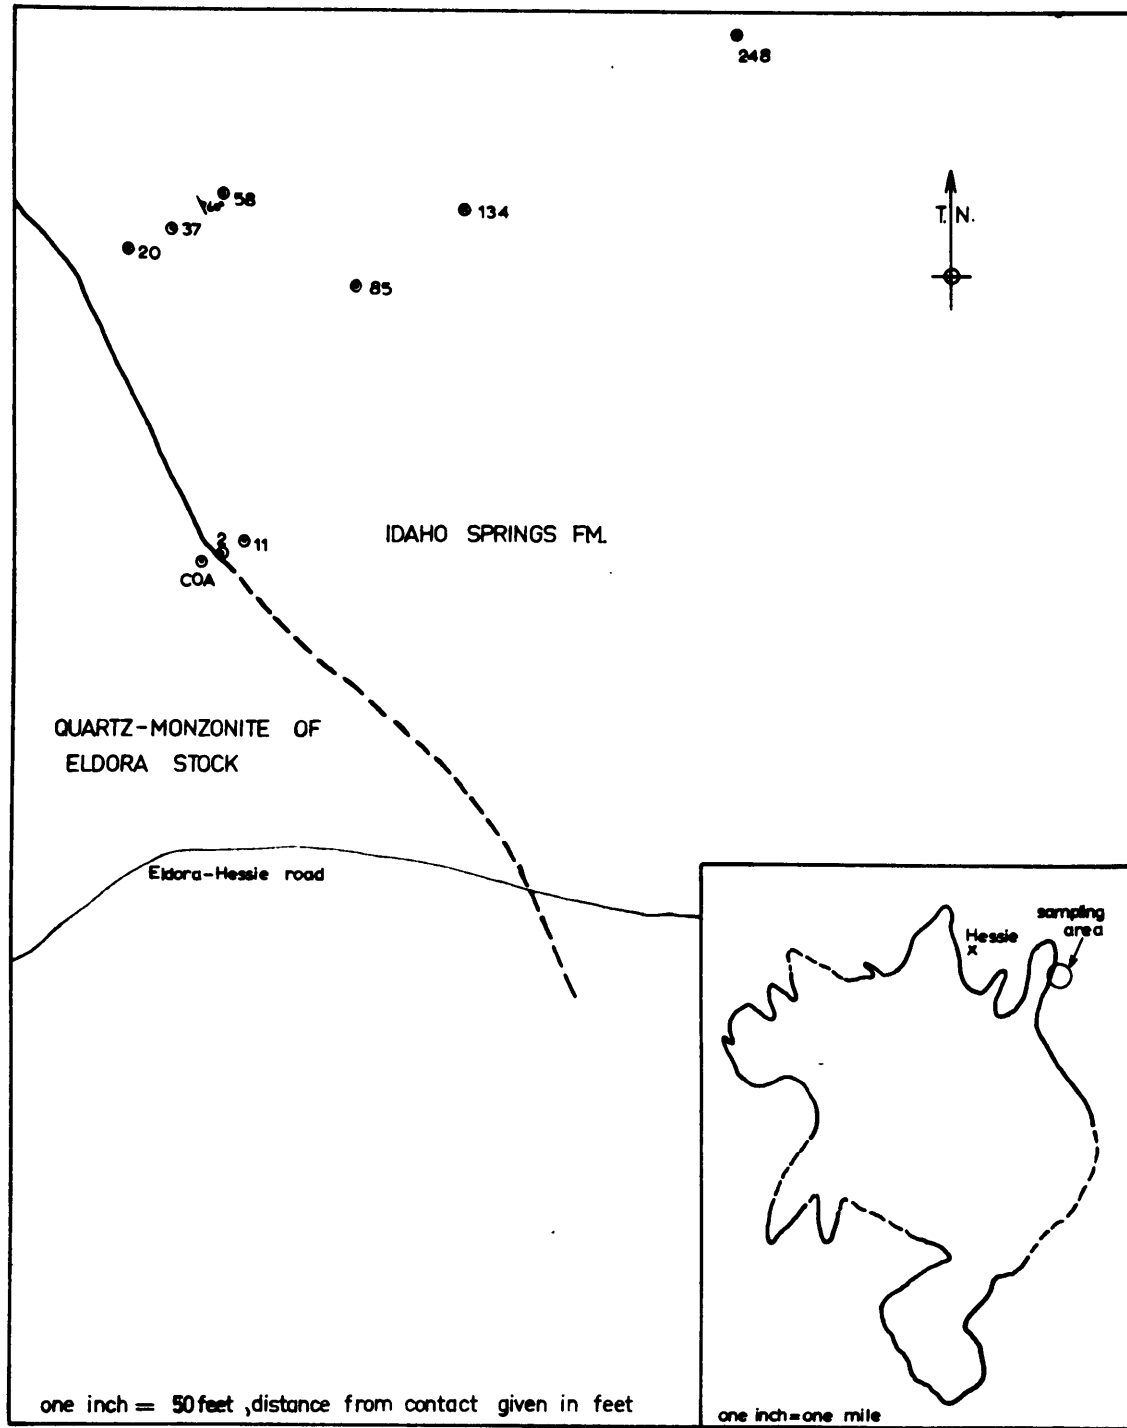 248
58
60°
37
134
T. N.
20
85
2
11
IDAHO SPRINGS FM.
COA
QUARTZ-MONZONITE OF
ELDORA STOCK
Eldora-Hessie road
sampling
area
Hessie
x
one inch = 50 feet, distance from contact given in feet
one inch=one mile